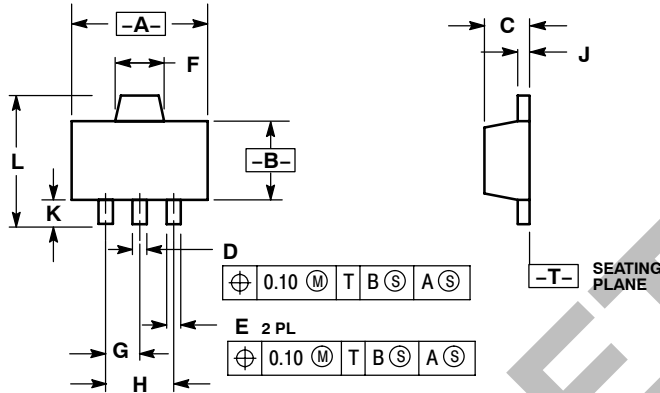 –A–
C
F
J
L
–B–
K
D
⌖ 0.10 Ⓜ T B Ⓢ A Ⓢ
–T– SEATING
PLANE
E 2 PL
⌖ 0.10 Ⓜ T B Ⓢ A Ⓢ
G
H